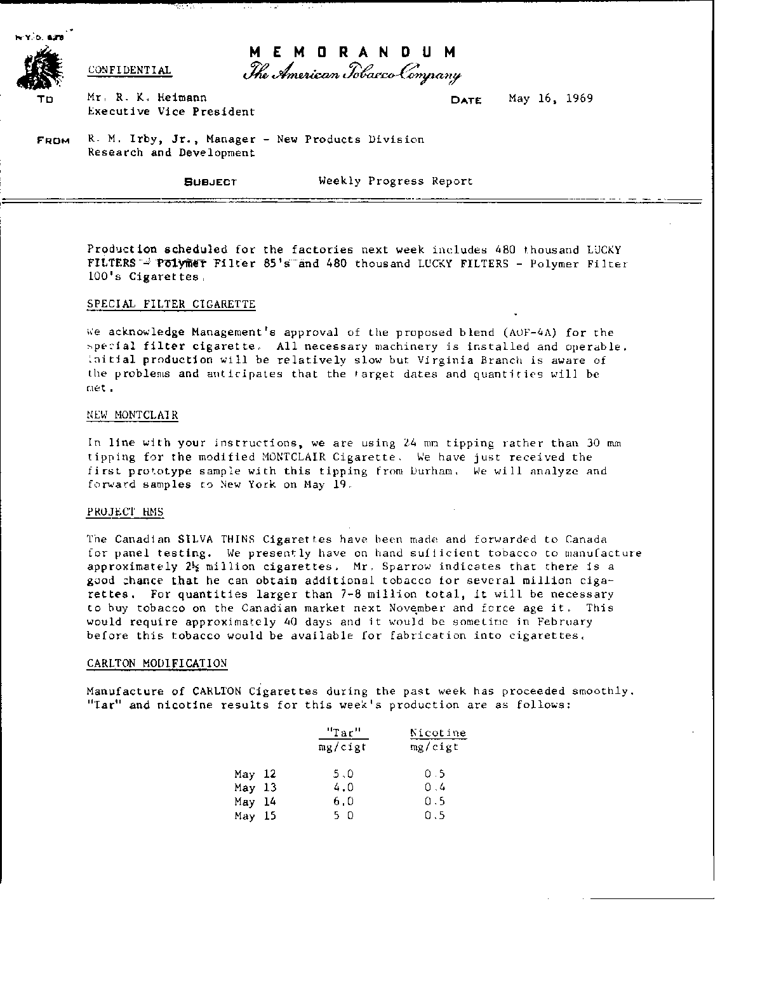 MEMORANDUM
CONFIDENTIAL
The American Tobacco Company
TO Mr. R. K. Heimann DATE May 16, 1969
Executive Vice President
FROM R. M. Irby, Jr., Manager - New Products Division
Research and Development
SUBJECT Weekly Progress Report
Production scheduled for the factories next week includes 480 thousand LUCKY
FILTERS - Polymer Filter 85's and 480 thousand LUCKY FILTERS - Polymer Filter
100's Cigarettes.
SPECIAL FILTER CIGARETTE
We acknowledge Management's approval of the proposed blend (AOF-4A) for the
special filter cigarette. All necessary machinery is installed and operable.
Initial production will be relatively slow but Virginia Branch is aware of
the problems and anticipates that the target dates and quantities will be
met.
NEW MONTCLAIR
In line with your instructions, we are using 24 mm tipping rather than 30 mm
tipping for the modified MONTCLAIR Cigarette. We have just received the
first prototype sample with this tipping from Durham. We will analyze and
forward samples to New York on May 19.
PROJECT HMS
The Canadian SILVA THINS Cigarettes have been made and forwarded to Canada
for panel testing. We presently have on hand sufficient tobacco to manufacture
approximately 2½ million cigarettes. Mr. Sparrow indicates that there is a
good chance that he can obtain additional tobacco for several million ciga-
rettes. For quantities larger than 7-8 million total, it will be necessary
to buy tobacco on the Canadian market next November and force age it. This
would require approximately 40 days and it would be sometime in February
before this tobacco would be available for fabrication into cigarettes.
CARLTON MODIFICATION
Manufacture of CARLTON Cigarettes during the past week has proceeded smoothly.
"Tar" and nicotine results for this week's production are as follows:
"Tar" Nicotine
mg/cigt mg/cigt
May 12 5.0 0.5
May 13 4.0 0.4
May 14 6.0 0.5
May 15 5.0 0.5